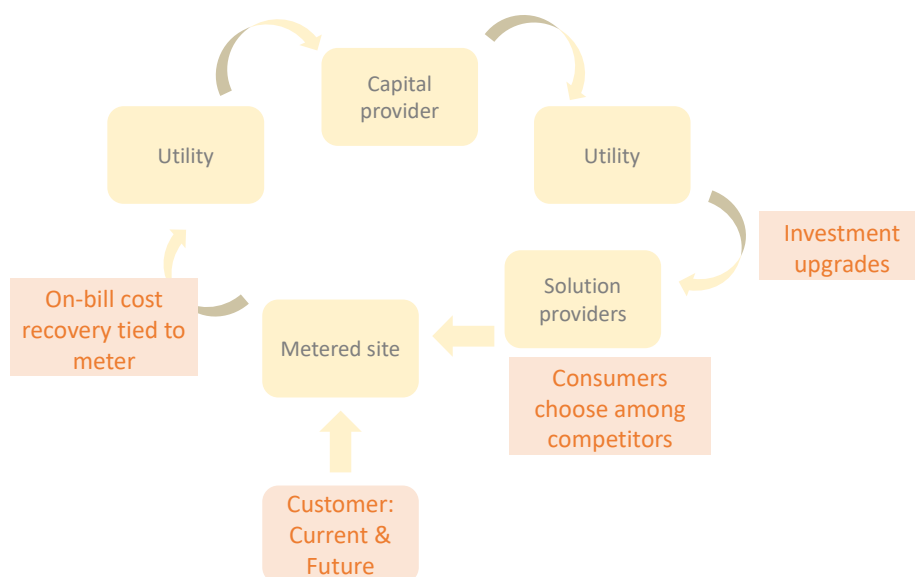 Capital
provider
Utility
Utility
Investment
upgrades
Solution
providers
On-bill cost
recovery tied to
meter
Metered site
Consumers
choose among
competitors
Customer:
Current &
Future